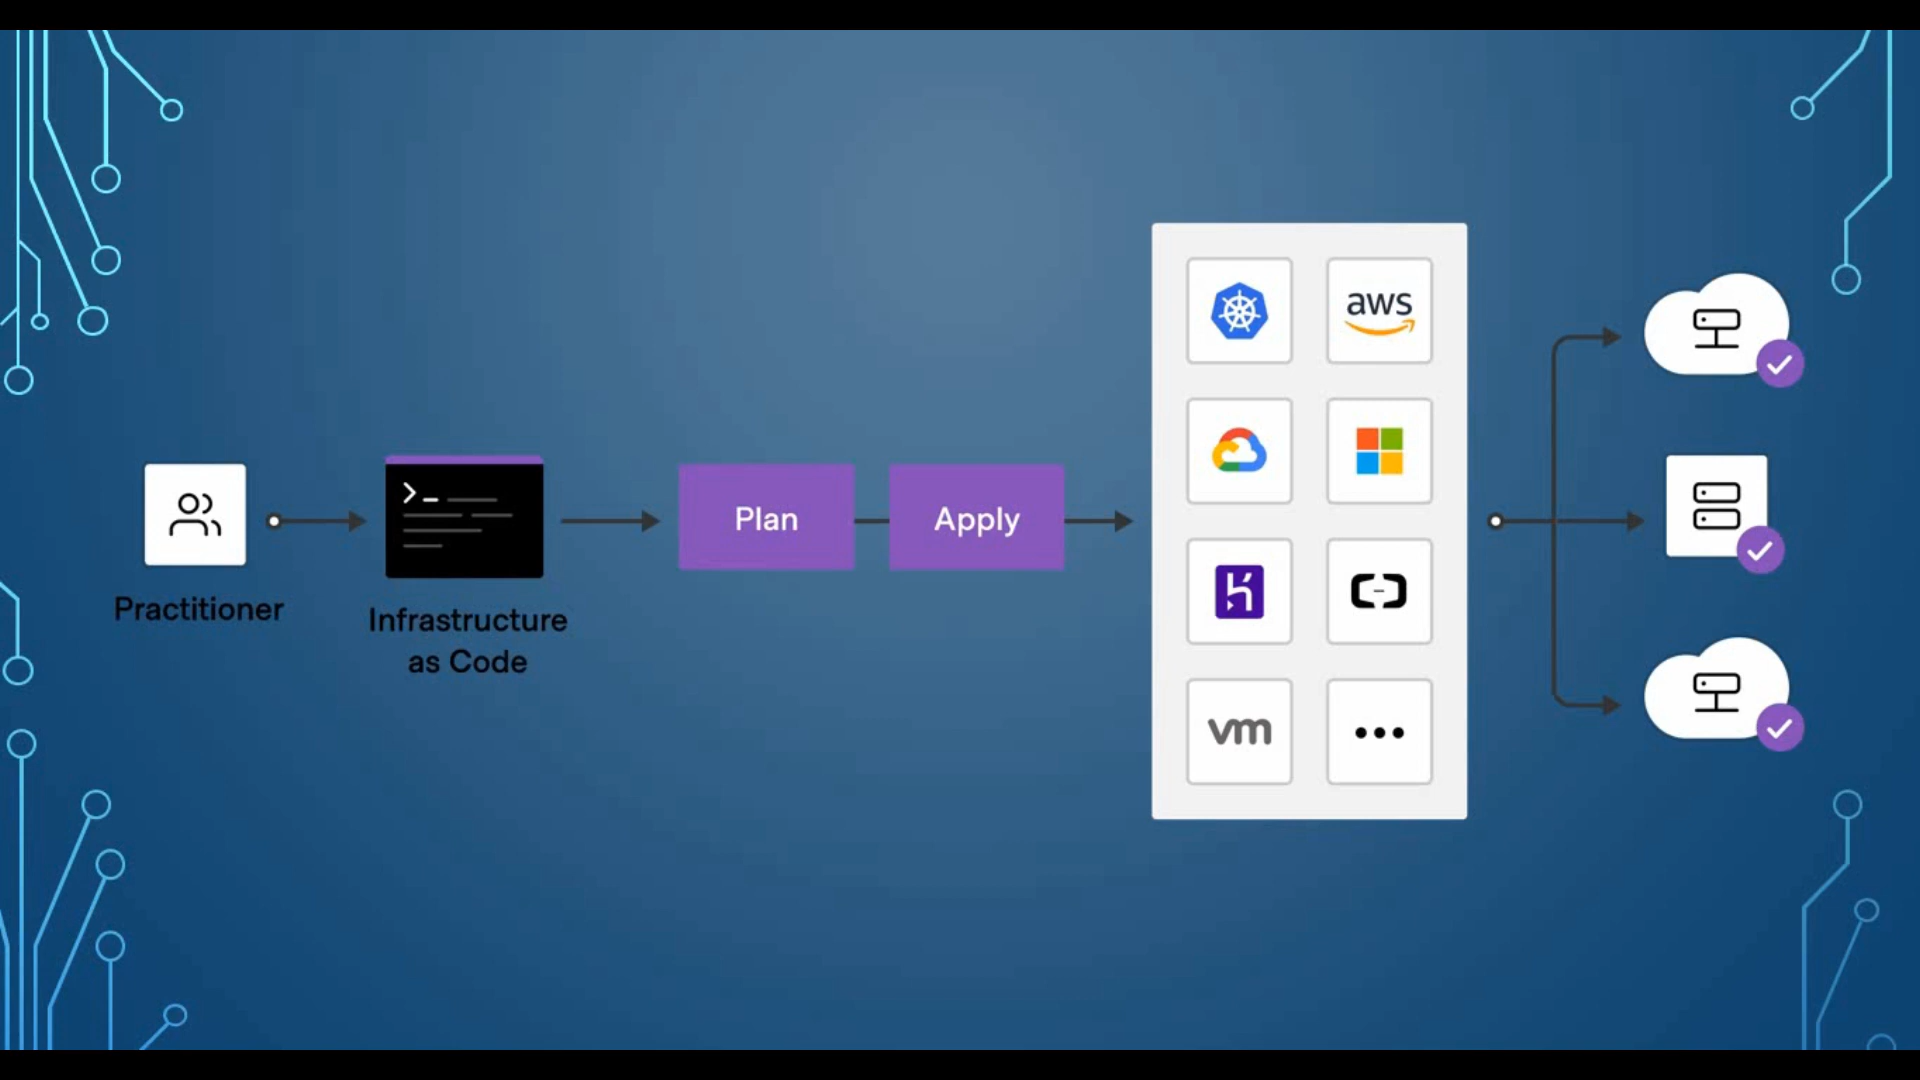 Practitioner
>_
Infrastructure
as Code
Plan
Apply
aws
vm
•••